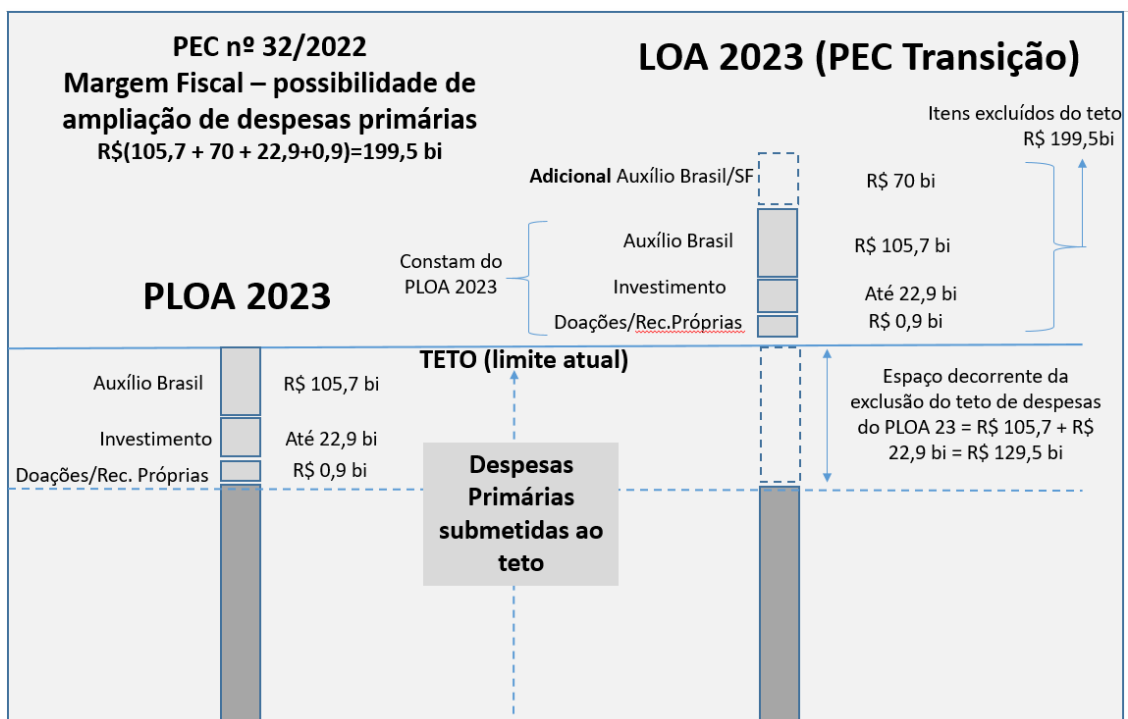 PEC nº 32/2022
Margem Fiscal – possibilidade de
ampliação de despesas primárias
R$(105,7 + 70 + 22,9+0,9)=199,5 bi
LOA 2023 (PEC Transição)
Itens excluídos do teto
R$ 199,5bi
Adicional Auxílio Brasil/SF
R$ 70 bi
Auxílio Brasil
R$ 105,7 bi
Constam do
PLOA 2023
Investimento
Até 22,9 bi
Doações/Rec.Próprias
R$ 0,9 bi
PLOA 2023
TETO (limite atual)
Auxílio Brasil
R$ 105,7 bi
Investimento
Até 22,9 bi
Doações/Rec. Próprias
R$ 0,9 bi
Despesas
Primárias
submetidas ao
teto
Espaço decorrente da
exclusão do teto de despesas
do PLOA 23 = R$ 105,7 + R$
22,9 bi = R$ 129,5 bi